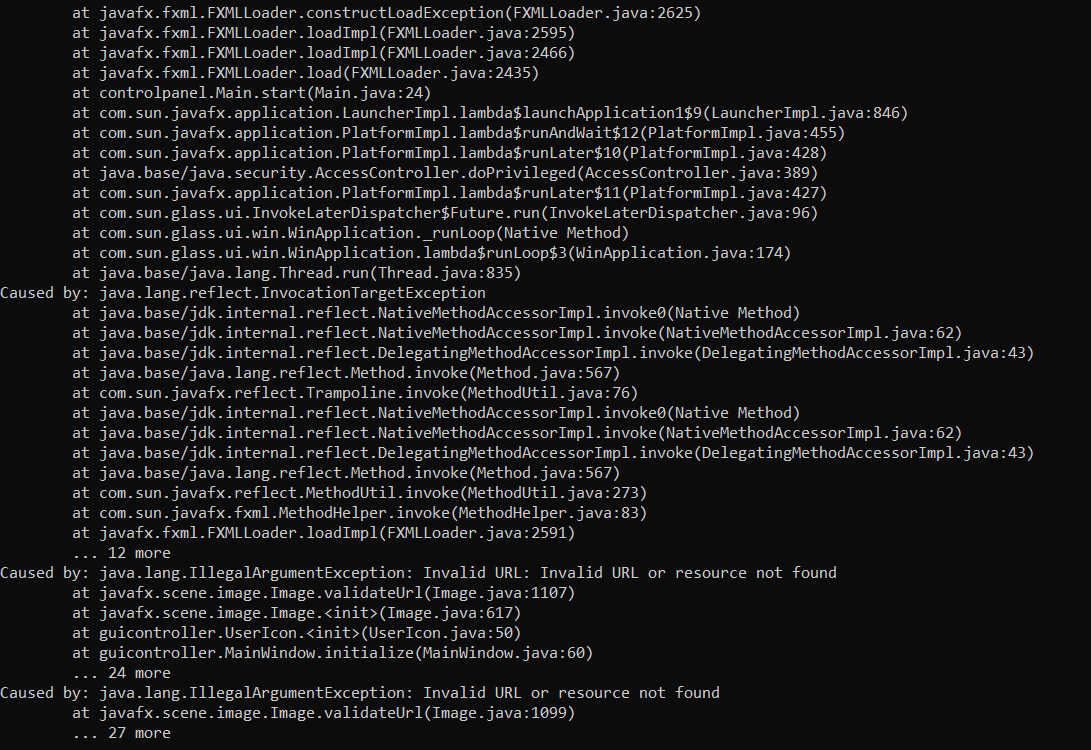 at javafx.fxml.FXMLLoader.constructLoadException(FXMLLoader.java:2625)
at javafx.fxml.FXMLLoader.loadImpl(FXMLLoader.java:2595)
at javafx.fxml.FXMLLoader.loadImpl(FXMLLoader.java:2466)
at javafx.fxml.FXMLLoader.load(FXMLLoader.java:2435)
at controlpanel.Main.start(Main.java:24)
at com.sun.javafx.application.LauncherImpl.lambda$launchApplication1$9(LauncherImpl.java:846)
at com.sun.javafx.application.PlatformImpl.lambda$runAndWait$12(PlatformImpl.java:455)
at com.sun.javafx.application.PlatformImpl.lambda$runLater$10(PlatformImpl.java:428)
at java.base/java.security.AccessController.doPrivileged(AccessController.java:389)
at com.sun.javafx.application.PlatformImpl.lambda$runLater$11(PlatformImpl.java:427)
at com.sun.glass.ui.InvokeLaterDispatcher$Future.run(InvokeLaterDispatcher.java:96)
at com.sun.glass.ui.win.WinApplication._runLoop(Native Method)
at com.sun.glass.ui.win.WinApplication.lambda$runLoop$3(WinApplication.java:174)
at java.base/java.lang.Thread.run(Thread.java:835)
Caused by: java.lang.reflect.InvocationTargetException
at java.base/jdk.internal.reflect.NativeMethodAccessorImpl.invoke0(Native Method)
at java.base/jdk.internal.reflect.NativeMethodAccessorImpl.invoke(NativeMethodAccessorImpl.java:62)
at java.base/jdk.internal.reflect.DelegatingMethodAccessorImpl.invoke(DelegatingMethodAccessorImpl.java:43)
at java.base/java.lang.reflect.Method.invoke(Method.java:567)
at com.sun.javafx.reflect.Trampoline.invoke(MethodUtil.java:76)
at java.base/jdk.internal.reflect.NativeMethodAccessorImpl.invoke0(Native Method)
at java.base/jdk.internal.reflect.NativeMethodAccessorImpl.invoke(NativeMethodAccessorImpl.java:62)
at java.base/jdk.internal.reflect.DelegatingMethodAccessorImpl.invoke(DelegatingMethodAccessorImpl.java:43)
at java.base/java.lang.reflect.Method.invoke(Method.java:567)
at com.sun.javafx.reflect.MethodUtil.invoke(MethodUtil.java:273)
at com.sun.javafx.fxml.MethodHelper.invoke(MethodHelper.java:83)
at javafx.fxml.FXMLLoader.loadImpl(FXMLLoader.java:2591)
... 12 more
Caused by: java.lang.IllegalArgumentException: Invalid URL: Invalid URL or resource not found
at javafx.scene.image.Image.validateUrl(Image.java:1107)
at javafx.scene.image.Image.<init>(Image.java:617)
at guicontroller.UserIcon.<init>(UserIcon.java:50)
at guicontroller.MainWindow.initialize(MainWindow.java:60)
... 24 more
Caused by: java.lang.IllegalArgumentException: Invalid URL or resource not found
at javafx.scene.image.Image.validateUrl(Image.java:1099)
... 27 more